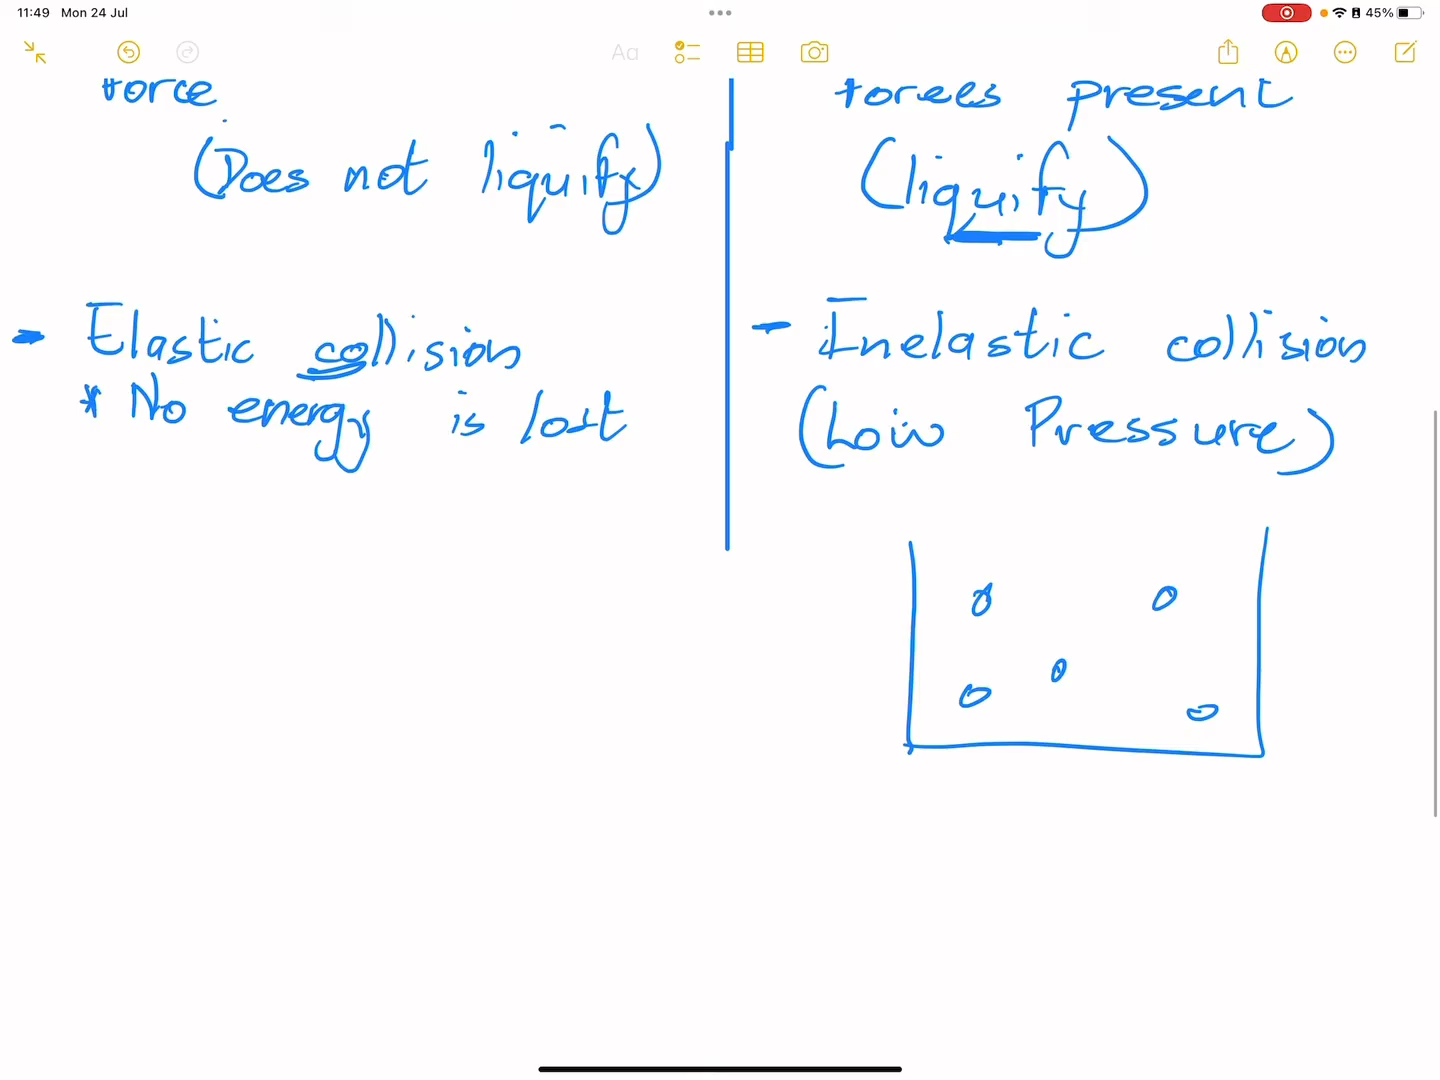 11:49 Mon 24 Jul
45%
Aa
force
(Does not liquify)
- Elastic collision
* No energy is lost
forces present
(liquify)
- Inelastic collision
(Low Pressure)